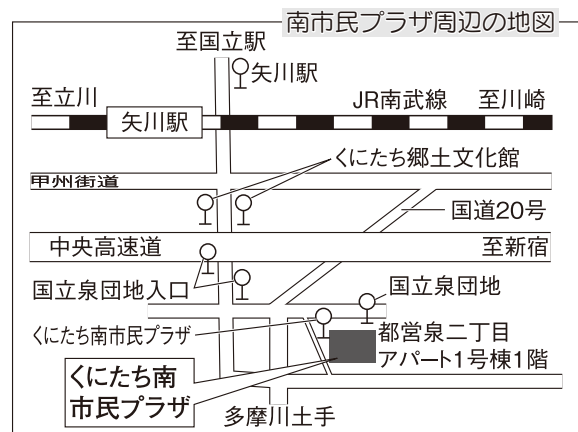 南市民プラザ周辺の地図
至国立駅
矢川駅
至立川
JR南武線
至川崎
矢川駅
くにたち郷土文化館
甲州街道
国道20号
中央高速道
至新宿
国立泉団地入口
国立泉団地
くにたち南市民プラザ
都営泉二丁目
アパート1号棟1階
くにたち南
市民プラザ
多摩川土手